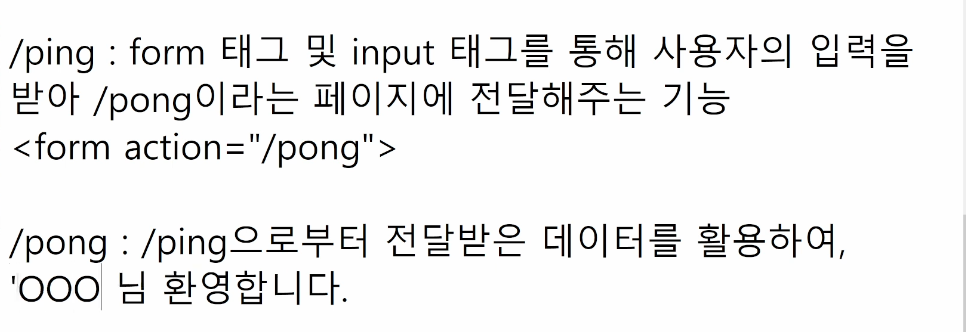 /ping : form 태그 및 input 태그를 통해 사용자의 입력을
받아 /pong이라는 페이지에 전달해주는 기능
<form action="/pong">
/pong : /ping으로부터 전달받은 데이터를 활용하여,
'OOO 님 환영합니다.